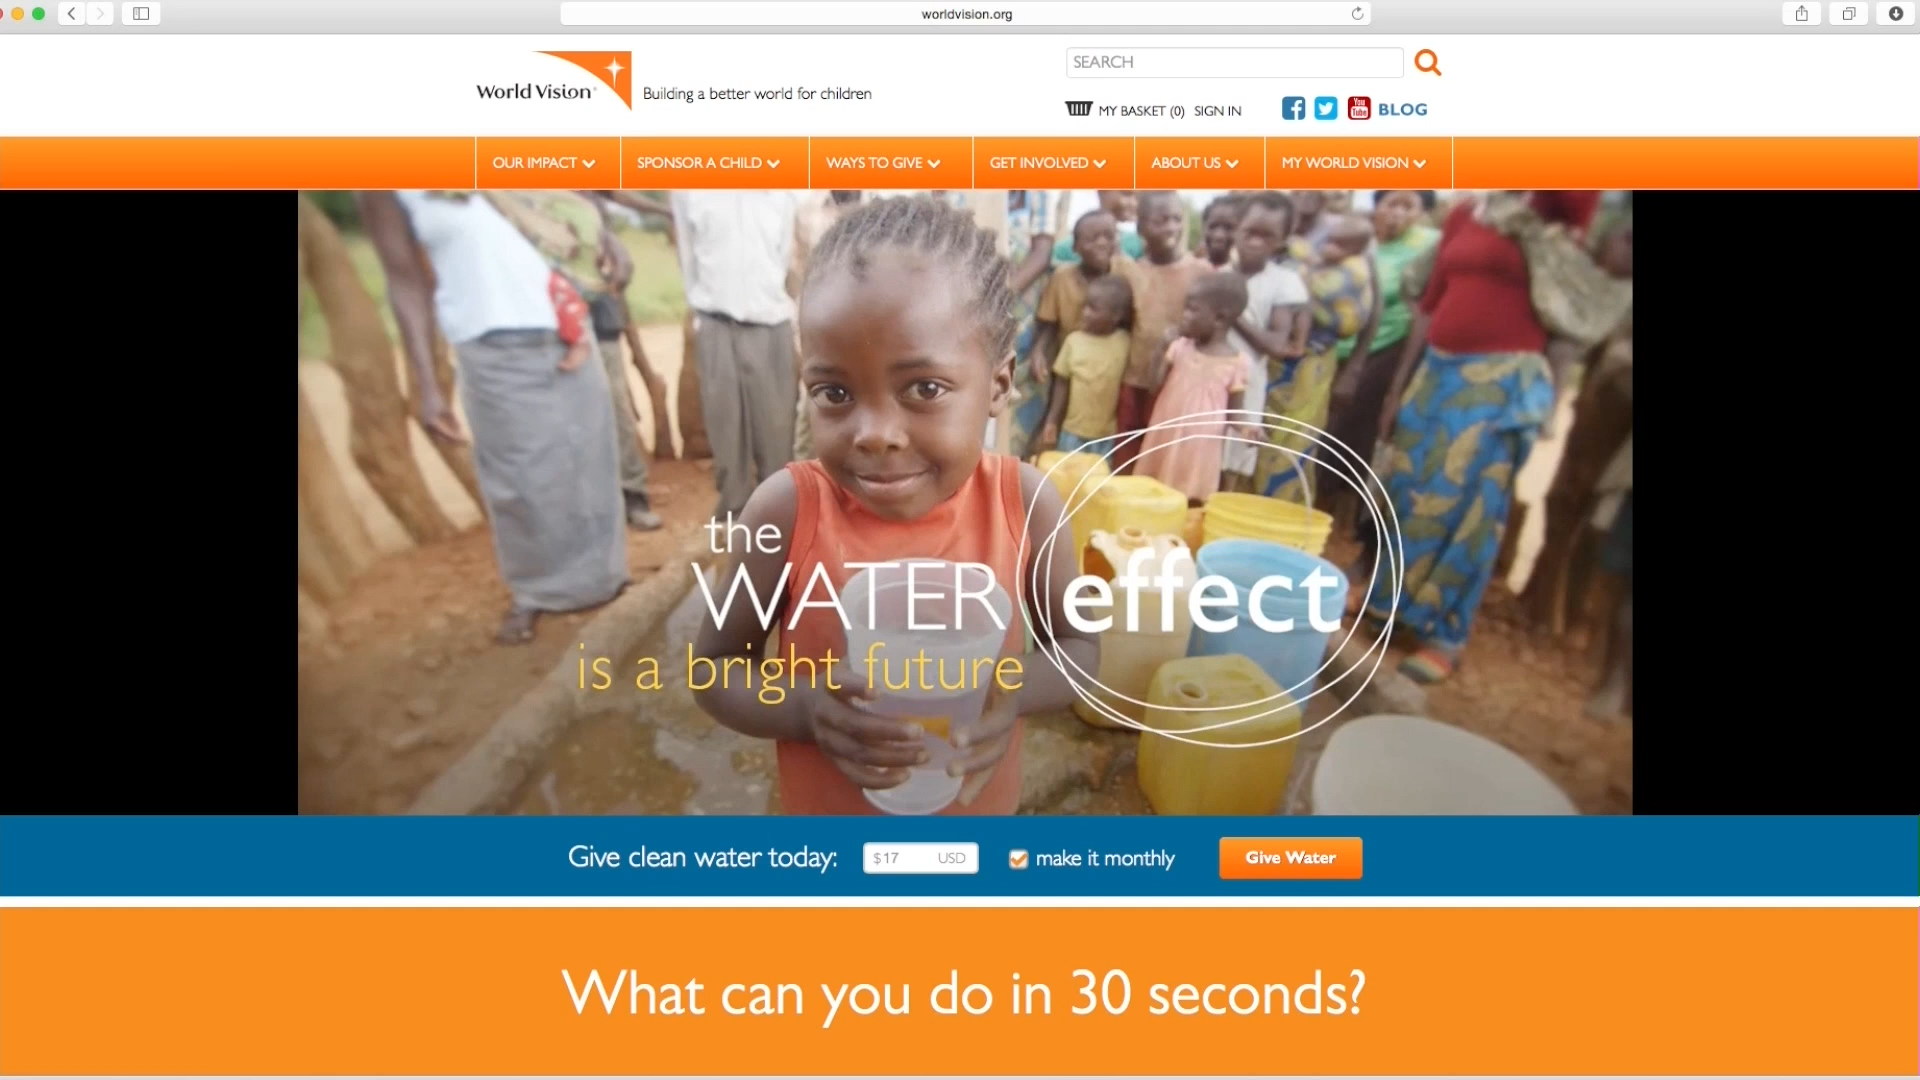 worldvision.org
World Vision
Building a better world for children
SEARCH
MY BASKET (0) SIGN IN
You Tube
BLOG
OUR IMPACT
SPONSOR A CHILD
WAYS TO GIVE
GET INVOLVED
ABOUT US
MY WORLD VISION
the
WATER effect
is a bright future
Give clean water today: $17 USD make it monthly Give Water
What can you do in 30 seconds?